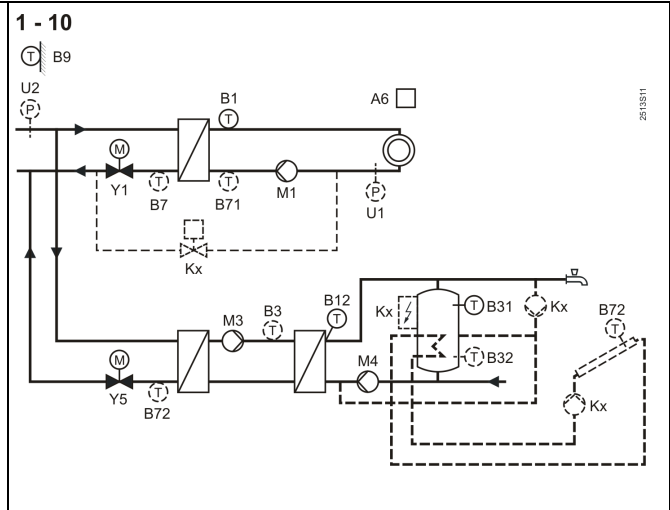 1 - 10
T B9
U2
P
B1
T
A6
2513S11
M
Y1
T
B7
T
B71
M1
P
U1
Kx
B12
T
M3
B3
T
Kx
T B31
Kx
B72
T
M
Y5
T
B72
M4
T B32
Kx